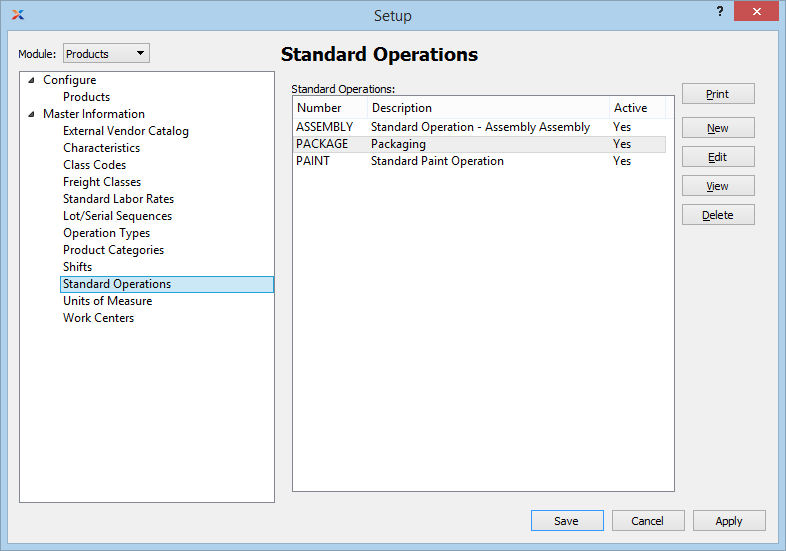 Setup
?
Module: Products
Standard Operations
Configure
Products
Master Information
External Vendor Catalog
Characteristics
Class Codes
Freight Classes
Standard Labor Rates
Lot/Serial Sequences
Operation Types
Product Categories
Shifts
Standard Operations
Units of Measure
Work Centers
Standard Operations:
Number Description Active
ASSEMBLY Standard Operation - Assembly Assembly Yes
PACKAGE Packaging Yes
PAINT Standard Paint Operation Yes
Print
New
Edit
View
Delete
Save Cancel Apply